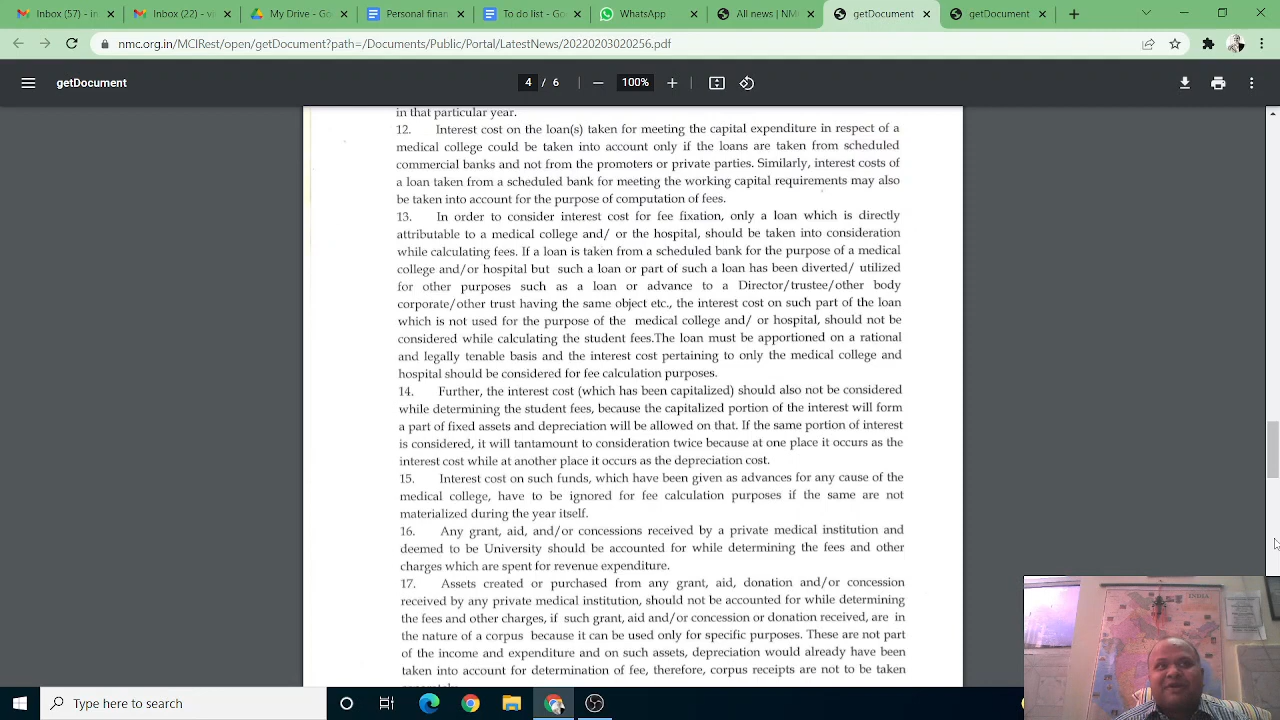 Inbox (57) - m
Inbox (22) - vi
My Drive - Go
Personal finan
To do list - Go
WhatsApp
All news | NM
getDocument
getDocument
nmc.org.in/MCIRest/open/getDocument?path=/Documents/Public/Portal/LatestNews/20220203020256.pdf
getDocument
4 / 6
100%
in that particular year.
12. Interest cost on the loan(s) taken for meeting the capital expenditure in respect of a
medical college could be taken into account only if the loans are taken from scheduled
commercial banks and not from the promoters or private parties. Similarly, interest costs of
a loan taken from a scheduled bank for meeting the working capital requirements may also
be taken into account for the purpose of computation of fees.
13. In order to consider interest cost for fee fixation, only a loan which is directly
attributable to a medical college and/ or the hospital, should be taken into consideration
while calculating fees. If a loan is taken from a scheduled bank for the purpose of a medical
college and/or hospital but such a loan or part of such a loan has been diverted/ utilized
for other purposes such as a loan or advance to a Director/trustee/other body
corporate/other trust having the same object etc., the interest cost on such part of the loan
which is not used for the purpose of the medical college and/ or hospital, should not be
considered while calculating the student fees.The loan must be apportioned on a rational
and legally tenable basis and the interest cost pertaining to only the medical college and
hospital should be considered for fee calculation purposes.
14. Further, the interest cost (which has been capitalized) should also not be considered
while determining the student fees, because the capitalized portion of the interest will form
a part of fixed assets and depreciation will be allowed on that. If the same portion of interest
is considered, it will tantamount to consideration twice because at one place it occurs as the
interest cost while at another place it occurs as the depreciation cost.
15. Interest cost on such funds, which have been given as advances for any cause of the
medical college, have to be ignored for fee calculation purposes if the same are not
materialized during the year itself.
16. Any grant, aid, and/or concessions received by a private medical institution and
deemed to be University should be accounted for while determining the fees and other
charges which are spent for revenue expenditure.
17. Assets created or purchased from any grant, aid, donation and/or concession
received by any private medical institution, should not be accounted for while determining
the fees and other charges, if such grant, aid and/or concession or donation received, are in
the nature of a corpus because it can be used only for specific purposes. These are not part
of the income and expenditure and on such assets, depreciation would already have been
taken into account for determination of fee, therefore, corpus receipts are not to be taken
INDIA
Type here to search